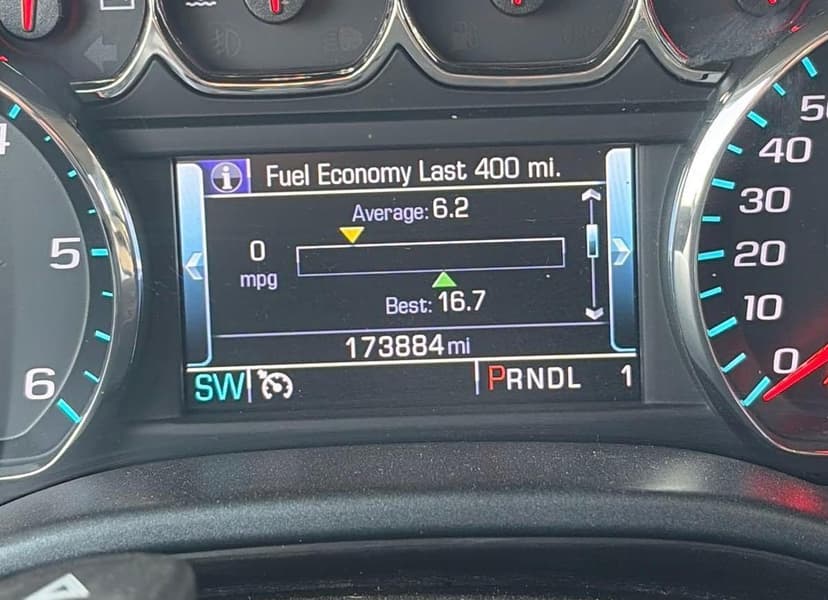 Fuel Economy Last 400 mi.
Average: 6.2
0
mpg
Best: 16.7
173884 mi
SW
PRNDL 1
4
5
6
50
40
30
20
10
0